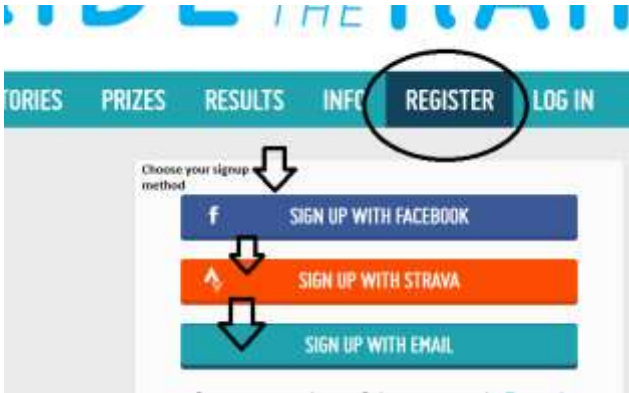 THE
TORIES PRIZES RESULTS INFO REGISTER LOG IN
Choose your signup
method
f SIGN UP WITH FACEBOOK
SIGN UP WITH STRAVA
SIGN UP WITH EMAIL